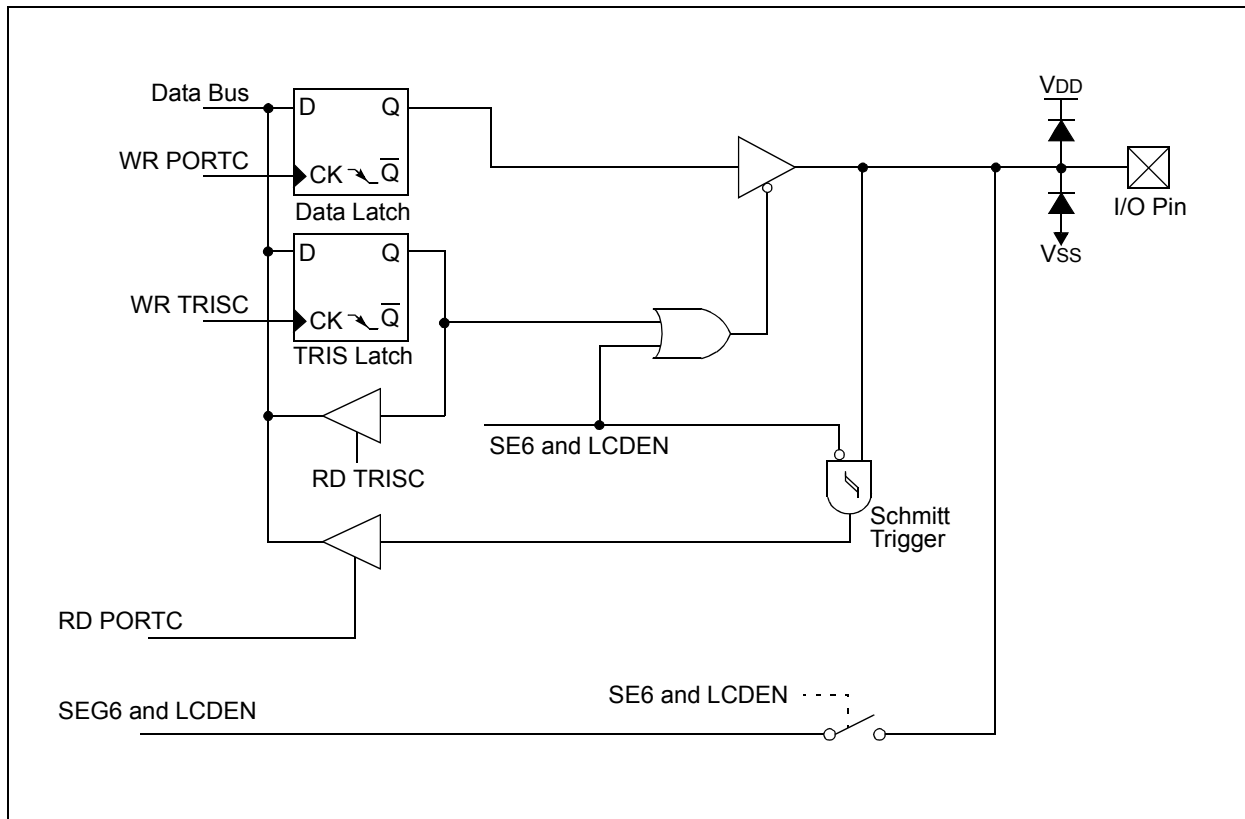 Data Bus
D Q
VDD
WR PORTC
CK Q
Data Latch
I/O Pin
VSS
D Q
WR TRISC
CK Q
TRIS Latch
SE6 and LCDEN
RD TRISC
Schmitt
Trigger
RD PORTC
SE6 and LCDEN
SEG6 and LCDEN